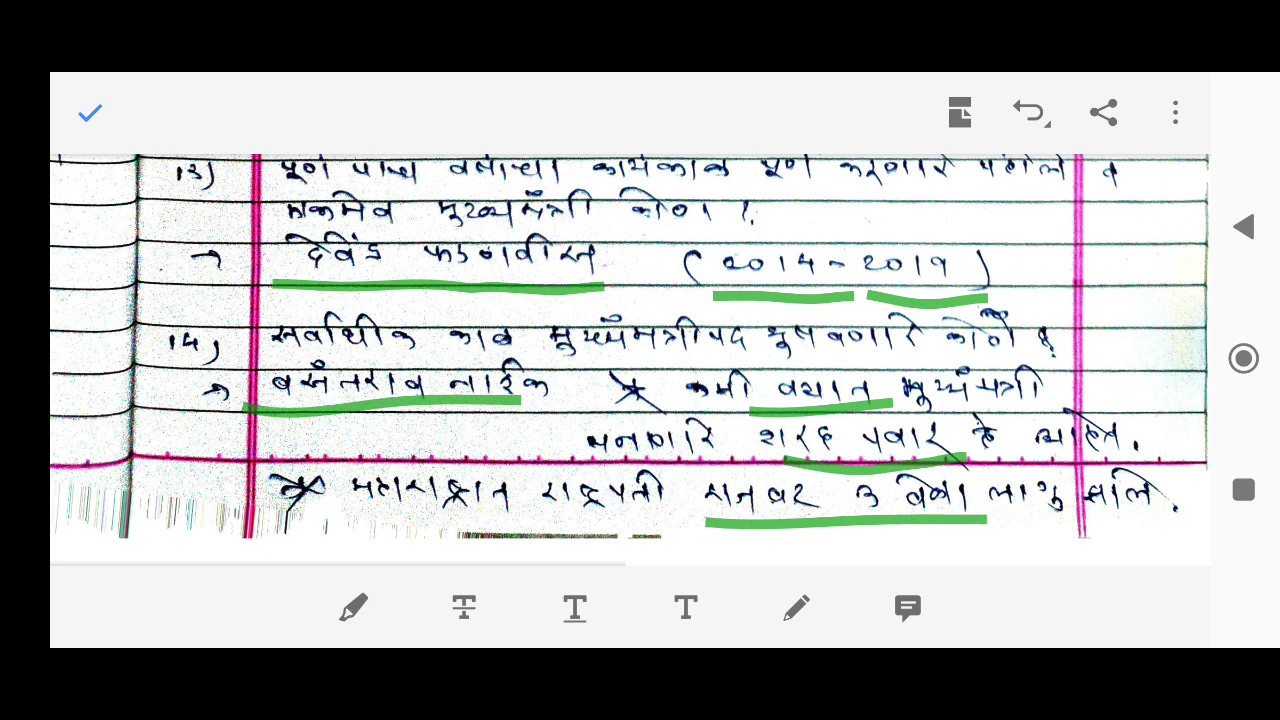 13) पूर्ण पाच वर्षाचा कार्यकाळ पूर्ण करणारे पहीले व
एकमेव मुख्यमंत्री कोण ?
→ देवेंद्र फडणवीस (2014-2019)
14) सर्वाधीक काळ मुख्यमंत्रीपद भुषवणारे कोण ?
→ वसंतराव नाईक * कमी वयात मुख्यमंत्री
बनणारे शरद पवार हे आहेत.
* महाराष्ट्रात राष्ट्रपती राजवट 3 वेळा लागु झाली.
T T T